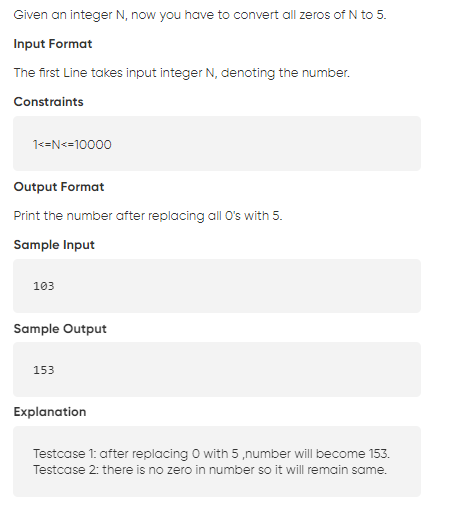 Given an integer N, now you have to convert all zeros of N to 5.
Input Format
The first Line takes input integer N, denoting the number.
Constraints
1<=N<=10000
Output Format
Print the number after replacing all 0's with 5.
Sample Input
103
Sample Output
153
Explanation
Testcase 1: after replacing 0 with 5 ,number will become 153.
Testcase 2: there is no zero in number so it will remain same.